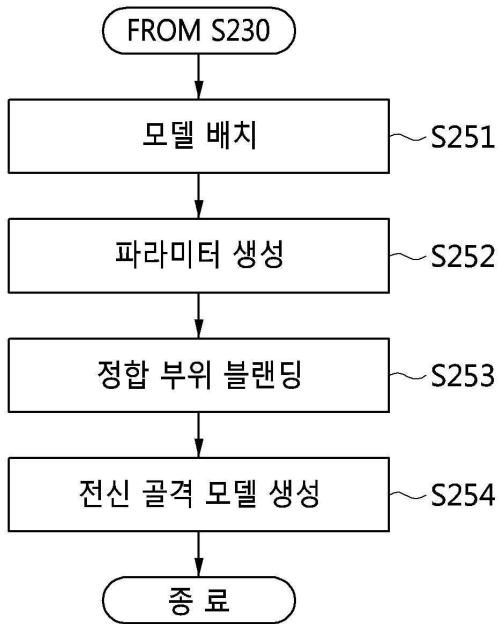 FROM S230
모델 배치
S251
파라미터 생성
S252
정합 부위 블랜딩
S253
전신 골격 모델 생성
S254
종 료